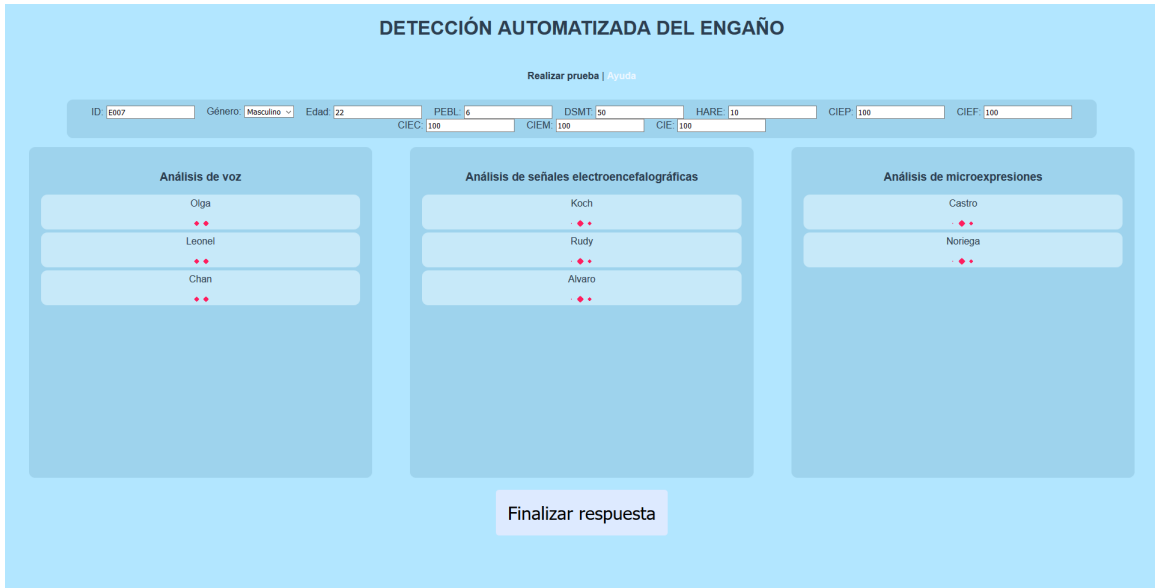 DETECCIÓN AUTOMATIZADA DEL ENGAÑO
Realizar prueba | Ayuda
ID: E007 Género: Masculino Edad: 22 PEBL: 6 DSMT: 50 HARE: 10 CIEP: 100 CIEF: 100
CIEC: 100 CIEM: 100 CIE: 100
Análisis de voz
Olga
Leonel
Chan
Análisis de señales electroencefalográficas
Koch
Rudy
Alvaro
Análisis de microexpresiones
Castro
Noriega
Finalizar respuesta